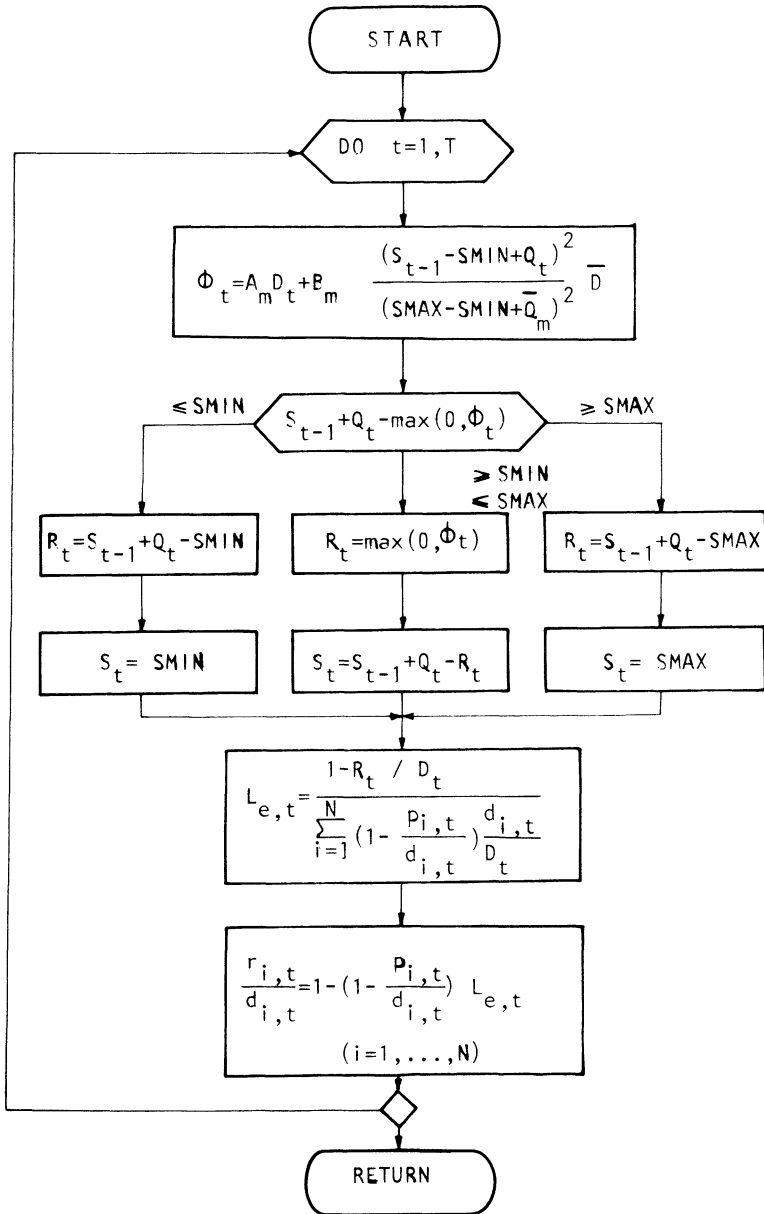 START
DO t=1,T
Φ_t=A_m D_t+B_m (S_{t-1}-SMIN+Q_t)^2 / (SMAX-SMIN+Q̅_m)^2 D̅
≤SMIN
S_{t-1}+Q_t-max(0,Φ_t)
≥SMAX
≥SMIN
≤SMAX
R_t=S_{t-1}+Q_t-SMIN
R_t=max(0,Φt)
R_t=S_{t-1}+Q_t-SMAX
S_t= SMIN
S_t=S_{t-1}+Q_t-R_t
S_t= SMAX
L_{e,t}= (1-R_t / D_t) / (∑_{i=1}^{N} (1- p_{i,t}/d_{i,t}) d_{i,t}/D_t)
r_{i,t}/d_{i,t}=1-(1- p_{i,t}/d_{i,t}) L_{e,t}
(i=1,...,N)
RETURN